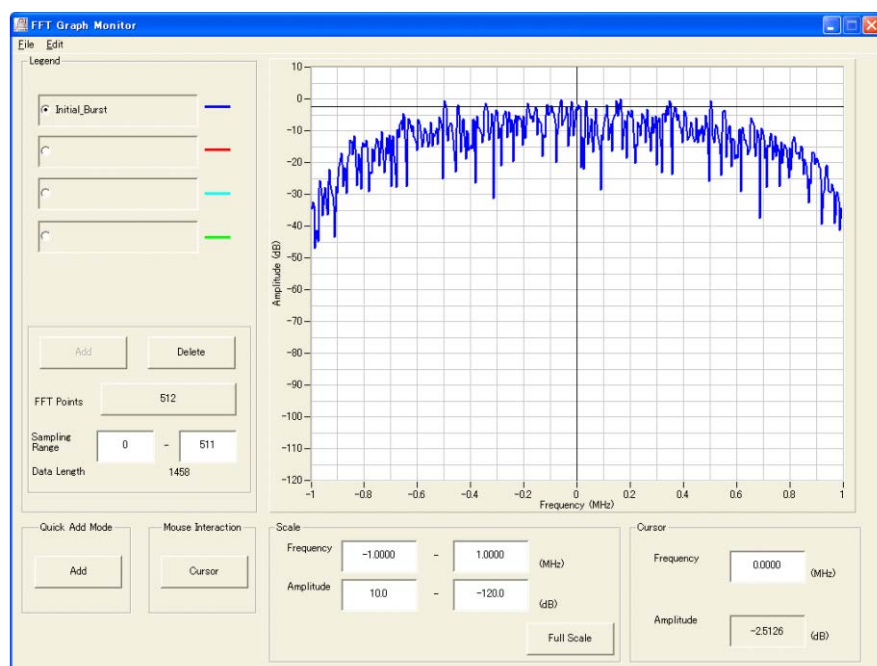 FFT Graph Monitor
File Edit
Legend
Initial_Burst
Add
Delete
FFT Points
512
Sampling Range
0 - 511
Data Length
1458
Quick Add Mode
Add
Mouse Interaction
Cursor
10
0
-10
-20
-30
-40
-50
-60
-70
-80
-90
-100
-110
-120
Amplitude (dB)
-1 -0.8 -0.6 -0.4 -0.2 0 0.2 0.4 0.6 0.8 1
Frequency (MHz)
Scale
Frequency
-1.0000 - 1.0000 (MHz)
Amplitude
10.0 - -120.0 (dB)
Full Scale
Cursor
Frequency
0.0000 (MHz)
Amplitude
-2.5126 (dB)